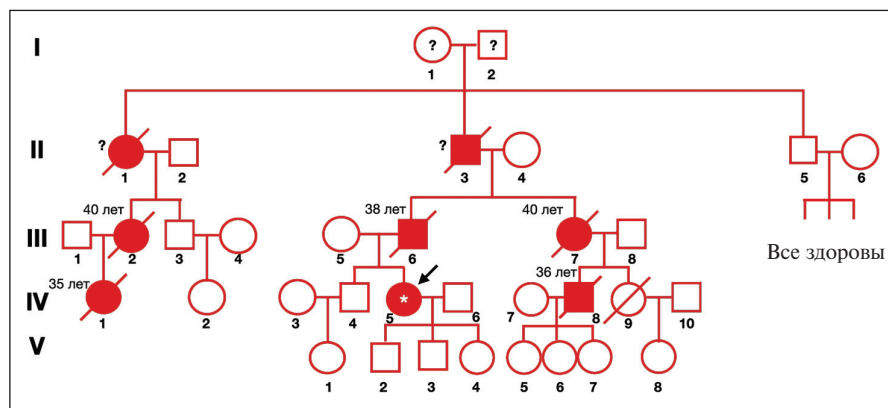 I
? ?
1 2
II
? ?
1 2 3 4 5 6
40 лет 38 лет 40 лет
III
1 2 3 4 5 6 7 8
Все здоровы
35 лет 36 лет
IV
*
1 2 3 4 5 6 7 8 9 10
V
1 2 3 4 5 6 7 8